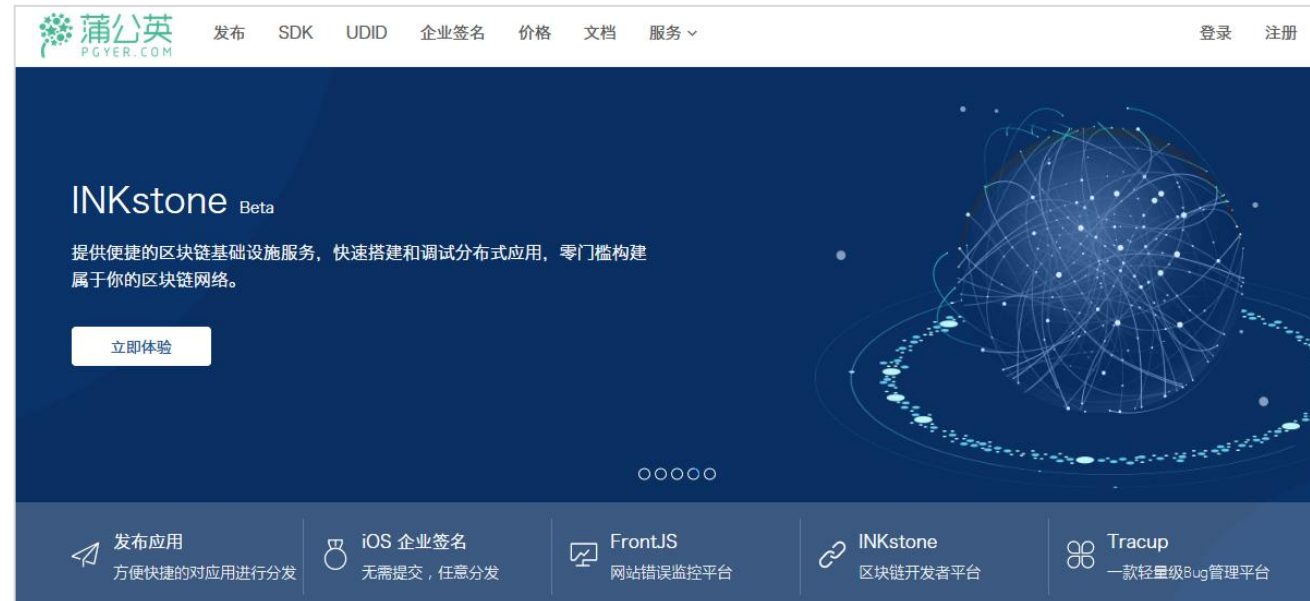 蒲公英 发布 SDK UDID 企业签名 价格 文档 服务 登录 注册
PGYER.COM
INKstone Beta
提供便捷的区块链基础设施服务，快速搭建和调试分布式应用，零门槛构建
属于你的区块链网络。
立即体验
发布应用
方便快捷的对应用进行分发
iOS 企业签名
无需提交，任意分发
FrontJS
网站错误监控平台
INKstone
区块链开发者平台
Tracup
一款轻量级Bug管理平台